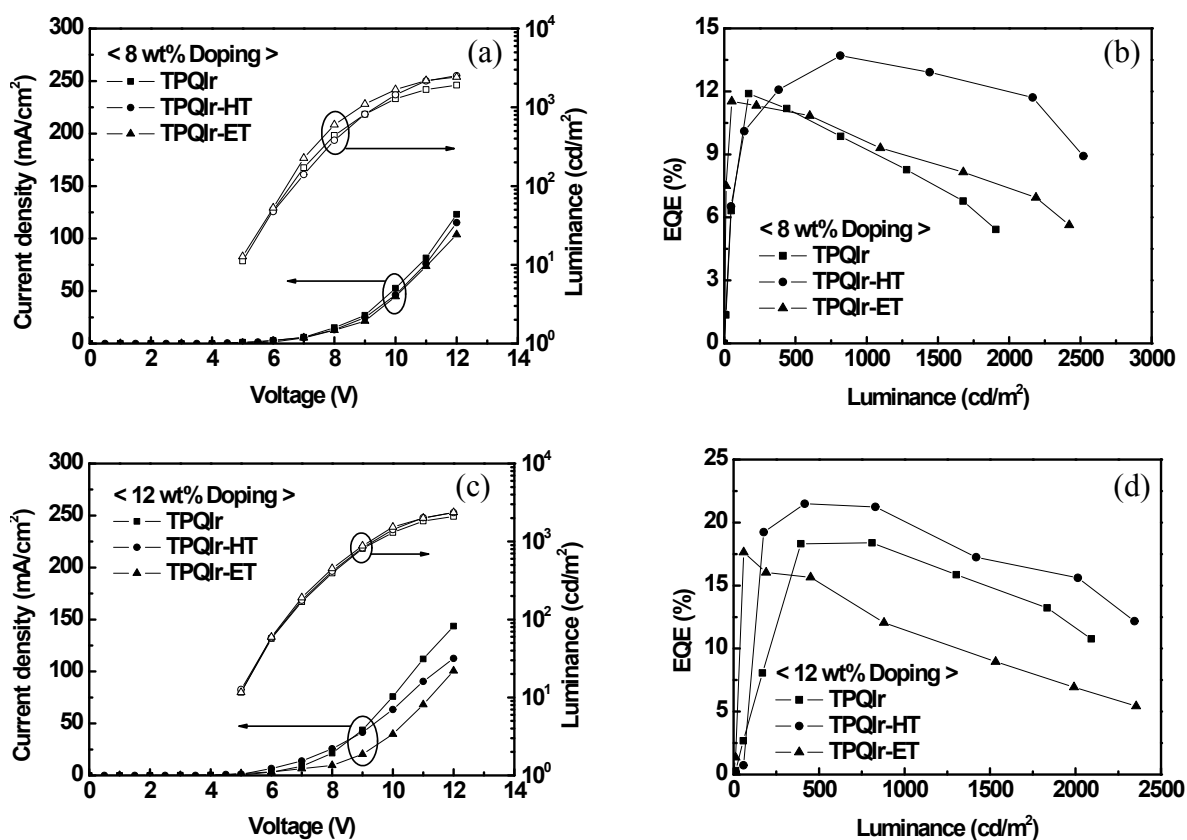 (a)
< 8 wt% Doping >
TPQIr
TPQIr-HT
TPQIr-ET
Current density (mA/cm²)
300
250
200
150
100
50
0
Luminance (cd/m²)
10⁴
10³
10²
10¹
10⁰
0 2 4 6 8 10 12 14
Voltage (V)
(b)
EQE (%)
15
12
9
6
3
0
< 8 wt% Doping >
TPQIr
TPQIr-HT
TPQIr-ET
0 500 1000 1500 2000 2500 3000
Luminance (cd/m²)
(c)
< 12 wt% Doping >
TPQIr
TPQIr-HT
TPQIr-ET
Current density (mA/cm²)
300
250
200
150
100
50
0
Luminance (cd/m²)
10⁴
10³
10²
10¹
10⁰
0 2 4 6 8 10 12 14
Voltage (V)
(d)
EQE (%)
25
20
15
10
5
0
< 12 wt% Doping >
TPQIr
TPQIr-HT
TPQIr-ET
0 500 1000 1500 2000 2500
Luminance (cd/m²)